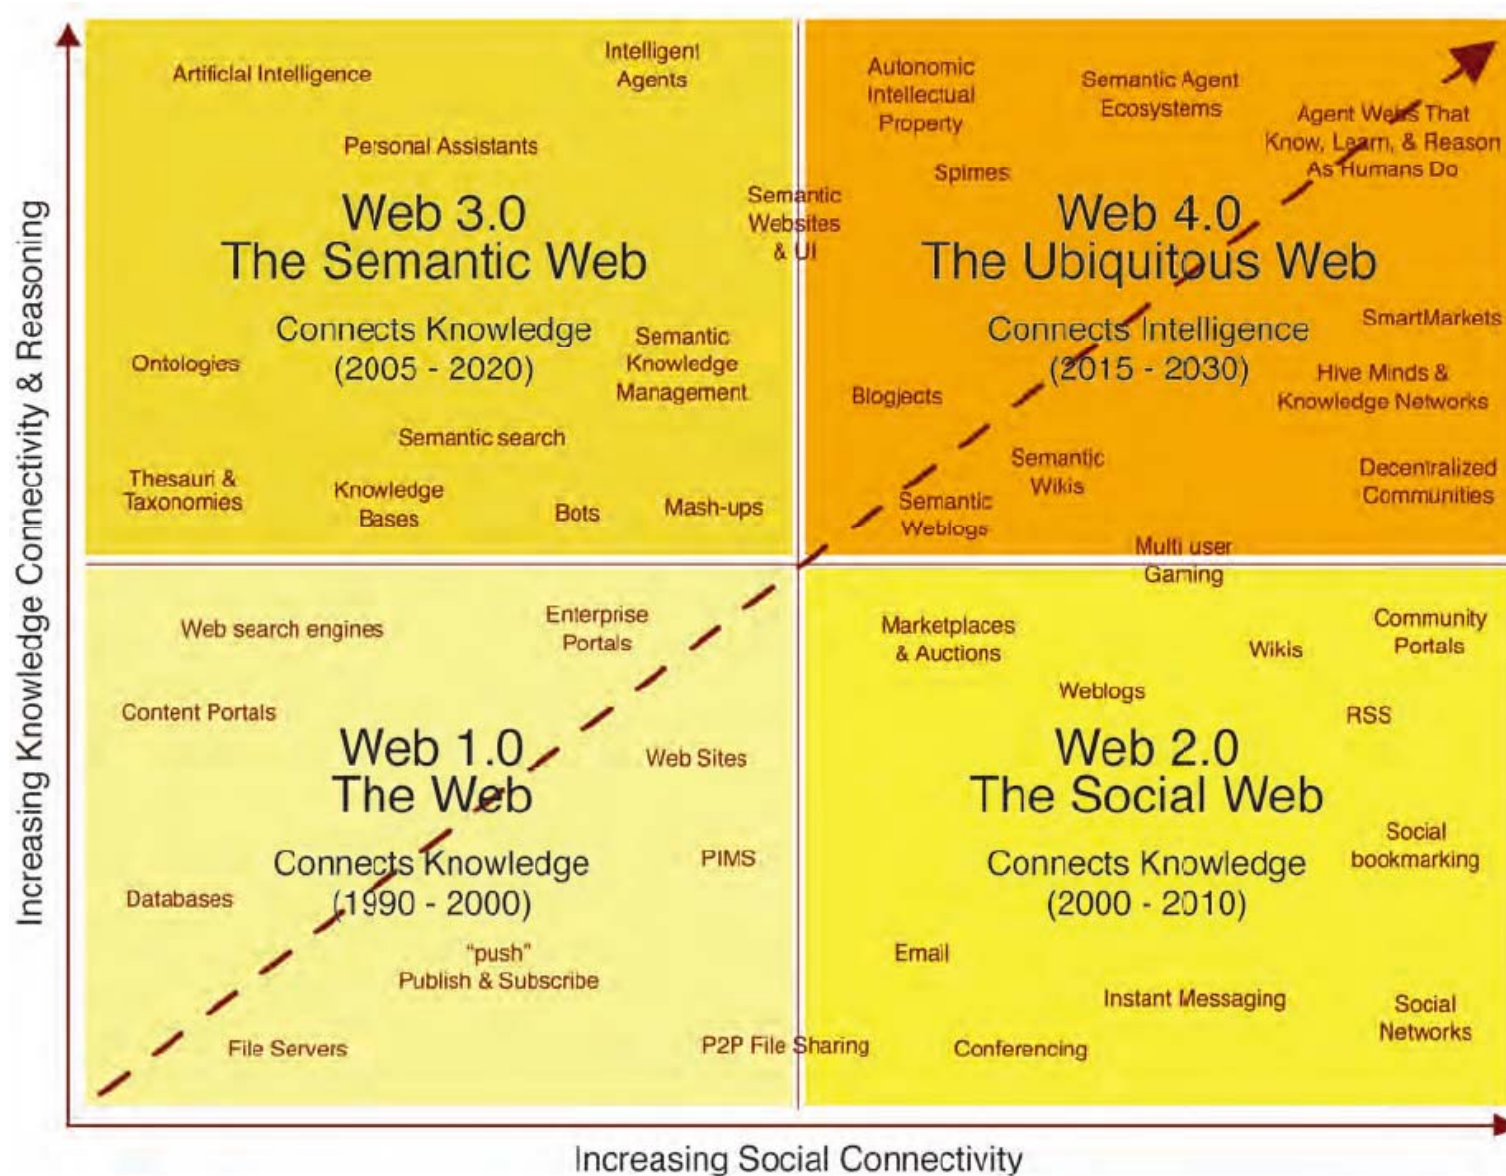 Increasing Knowledge Connectivity & Reasoning
Artificial Intelligence
Intelligent
Agents
Personal Assistants
Semantic
Websites
& UI
Web 3.0
The Semantic Web
Connects Knowledge
(2005 - 2020)
Ontologies
Semantic
Knowledge
Management
Semantic search
Thesauri &
Taxonomies
Knowledge
Bases
Bots
Mash-ups
Autonomic
Intellectual
Property
Semantic Agent
Ecosystems
Agent Webs That
Know, Learn, & Reason
As Humans Do
Spimes
Web 4.0
The Ubiquitous Web
Connects Intelligence
(2015 - 2030)
SmartMarkets
Blogjects
Hive Minds &
Knowledge Networks
Semantic
Wikis
Decentralized
Communities
Semantic
Weblogs
Multi user
Gaming
Web search engines
Enterprise
Portals
Content Portals
Web 1.0
The Web
Web Sites
Connects Knowledge
(1990 - 2000)
PIMS
Databases
“push”
Publish & Subscribe
File Servers
P2P File Sharing
Marketplaces
& Auctions
Wikis
Community
Portals
Weblogs
RSS
Web 2.0
The Social Web
Connects Knowledge
(2000 - 2010)
Social
bookmarking
Email
Instant Messaging
Social
Networks
Conferencing
Increasing Social Connectivity